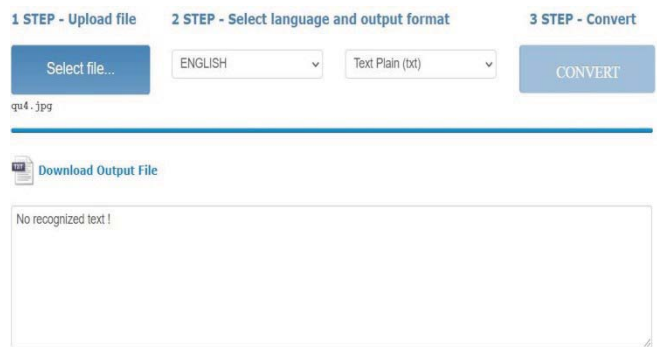 1 STEP - Upload file 2 STEP - Select language and output format 3 STEP - Convert
Select file... ENGLISH Text Plain (txt) CONVERT
qu4.jpg
TXT Download Output File
No recognized text !